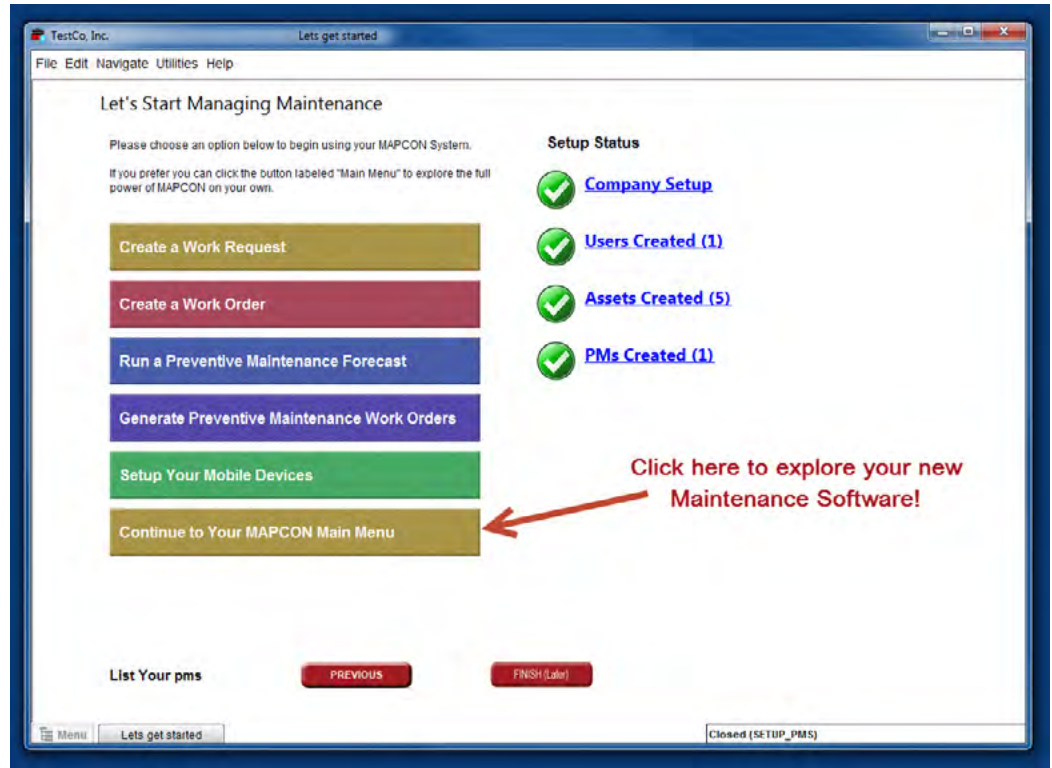 TestCo, Inc. Lets get started
File Edit Navigate Utilities Help
Let's Start Managing Maintenance
Please choose an option below to begin using your MAPCON System.
If you prefer you can click the button labeled "Main Menu" to explore the full
power of MAPCON on your own.
Create a Work Request
Create a Work Order
Run a Preventive Maintenance Forecast
Generate Preventive Maintenance Work Orders
Setup Your Mobile Devices
Continue to Your MAPCON Main Menu
Setup Status
Company Setup
Users Created (1)
Assets Created (5)
PMs Created (1)
Click here to explore your new
Maintenance Software!
List Your pms
PREVIOUS
FINISH (Later)
Menu
Lets get started
Closed (SETUP_PMS)